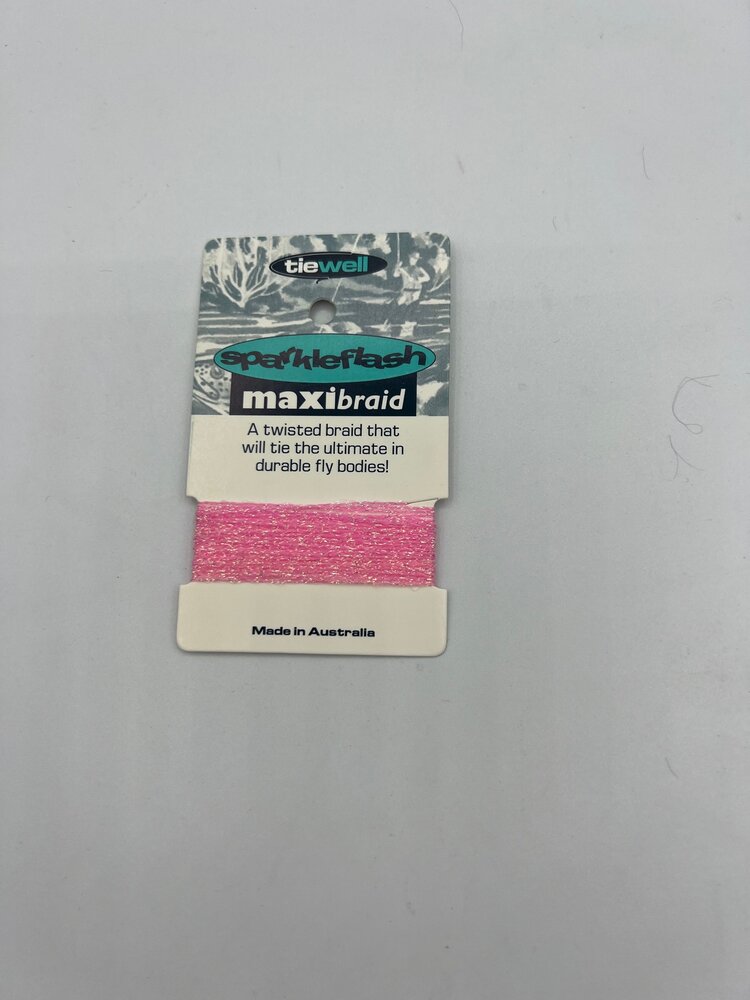 tiewell
sparkleflash
maxibraid
A twisted braid that
will tie the ultimate in
durable fly bodies!
Made in Australia